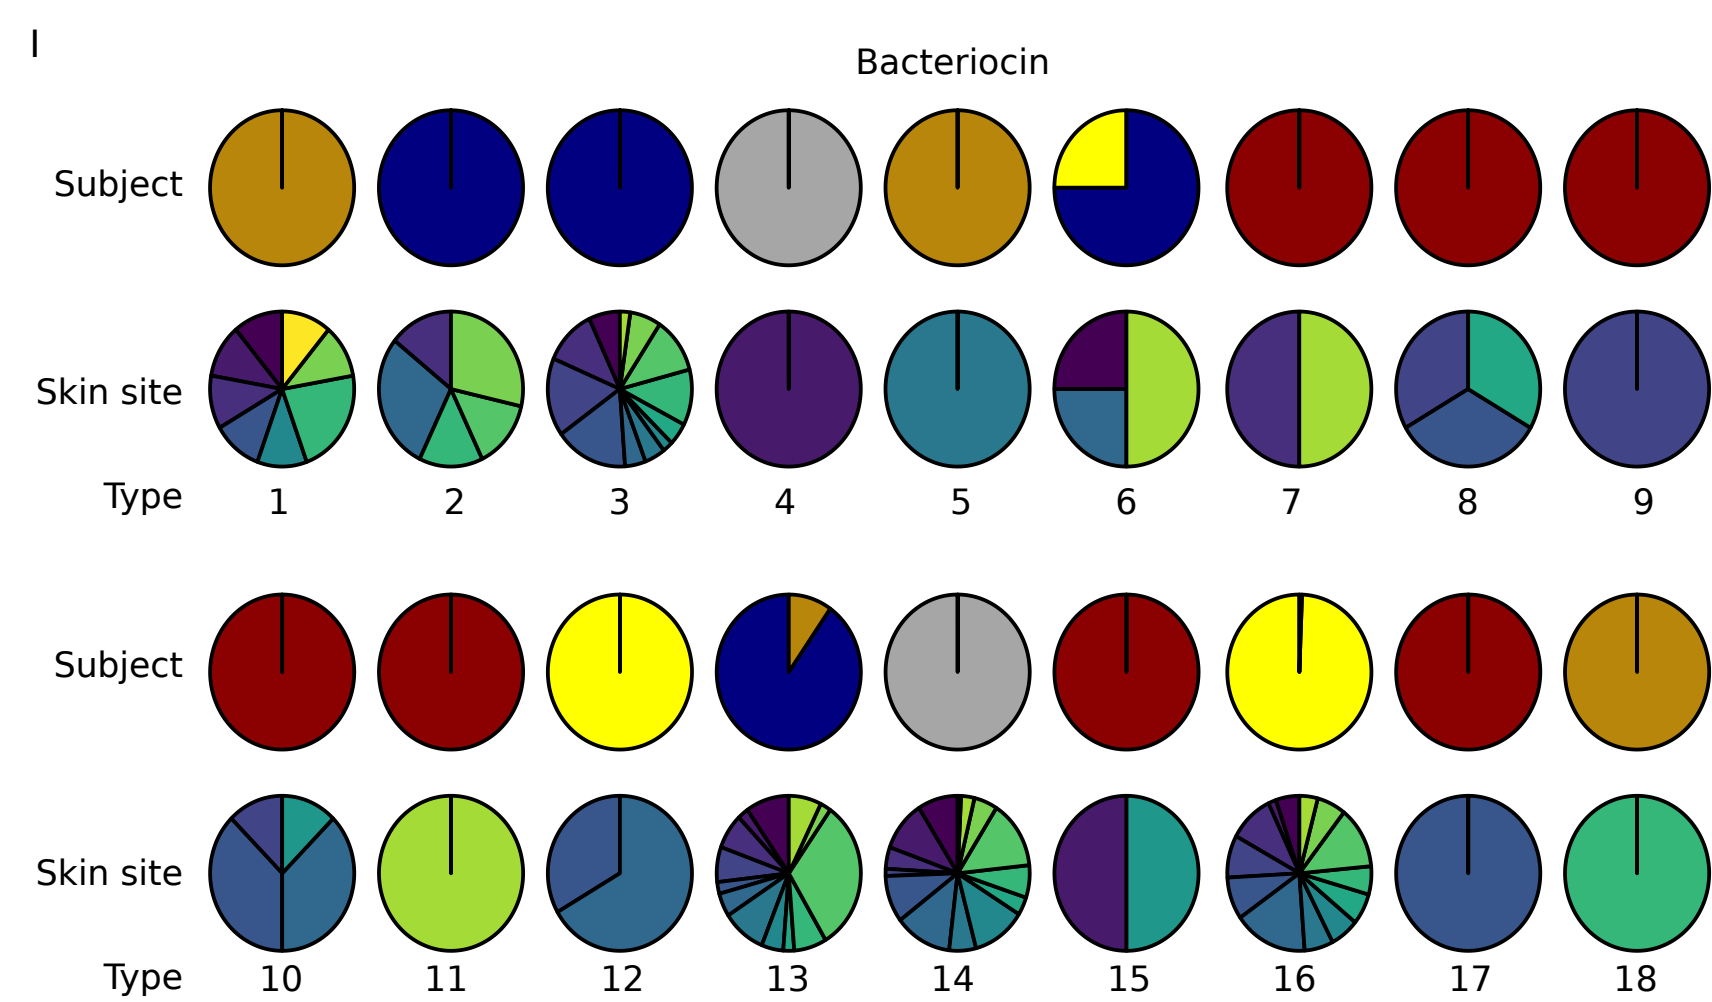 I
Bacteriocin
Subject
Skin site
Type 1 2 3 4 5 6 7 8 9
Subject
Skin site
Type 10 11 12 13 14 15 16 17 18